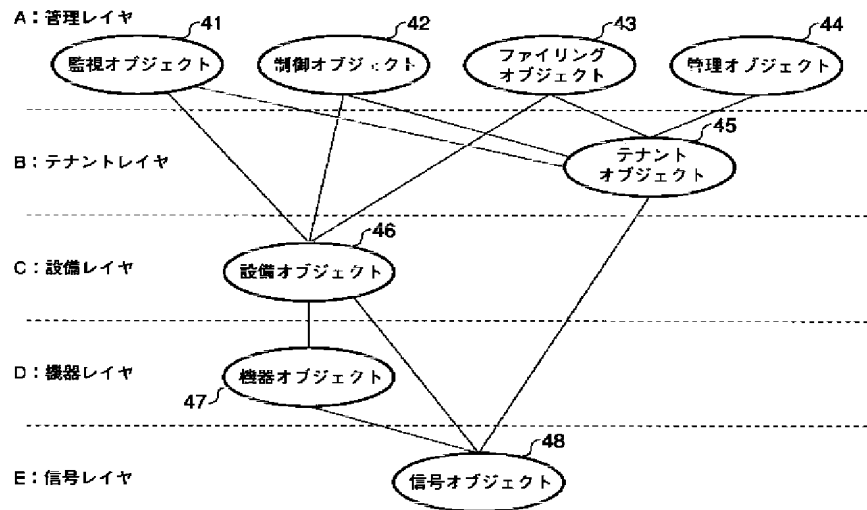 A：管理レイヤ
41
42
43
44
監視オブジェクト
制御オブジェクト
ファイリング
オブジェクト
管理オブジェクト
45
B：テナントレイヤ
テナント
オブジェクト
46
C：設備レイヤ
設備オブジェクト
D：機器レイヤ
機器オブジェクト
47
48
E：信号レイヤ
信号オブジェクト